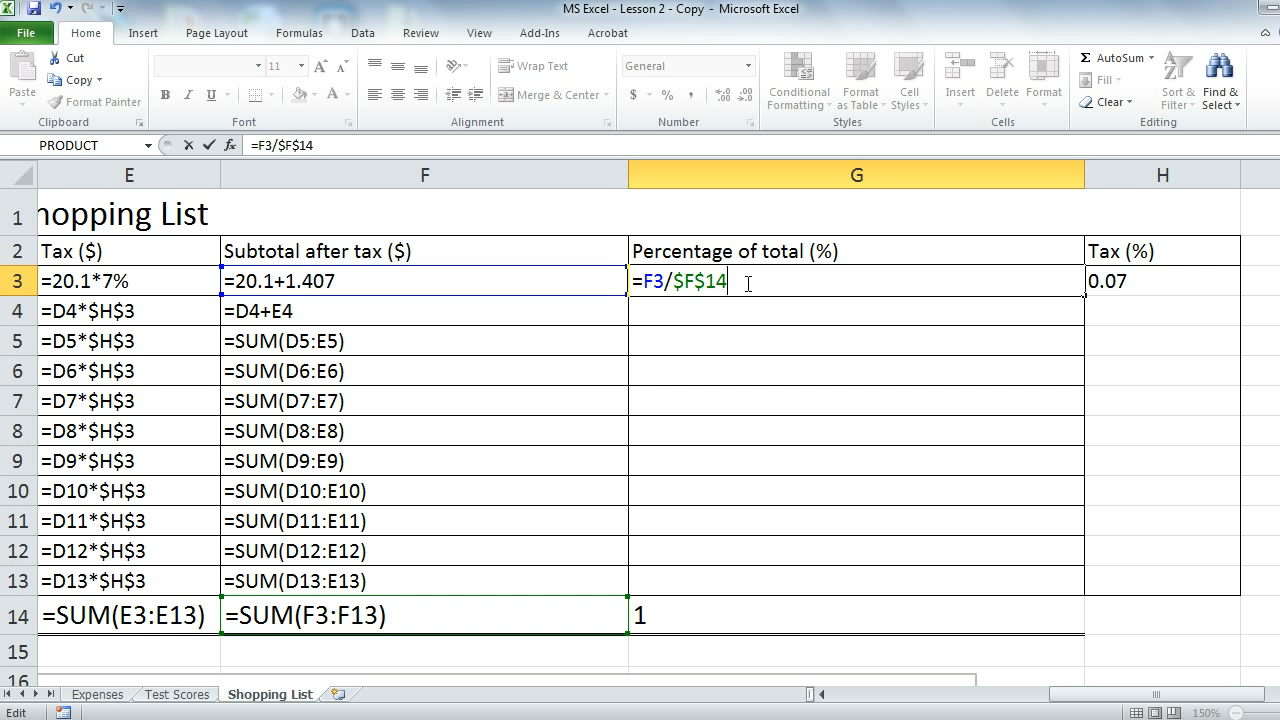 MS Excel - Lesson 2 - Copy - Microsoft Excel
File Home Insert Page Layout Formulas Data Review View Add-Ins Acrobat
Paste Cut Copy Format Painter
11 A A B I U A
Wrap Text Merge & Center
General $ % ,
Conditional Formatting Format as Table Cell Styles
Insert Delete Format
Σ AutoSum Fill Clear Sort & Filter Find & Select
Clipboard Font Alignment Number Styles Cells Editing
PRODUCT fx =F3/$F$14
E F G H
1 hopping List
2 Tax ($) Subtotal after tax ($) Percentage of total (%) Tax (%)
3 =20.1*7% =20.1+1.407 =F3/$F$14 0.07
4 =D4*$H$3 =D4+E4
5 =D5*$H$3 =SUM(D5:E5)
6 =D6*$H$3 =SUM(D6:E6)
7 =D7*$H$3 =SUM(D7:E7)
8 =D8*$H$3 =SUM(D8:E8)
9 =D9*$H$3 =SUM(D9:E9)
10 =D10*$H$3 =SUM(D10:E10)
11 =D11*$H$3 =SUM(D11:E11)
12 =D12*$H$3 =SUM(D12:E12)
13 =D13*$H$3 =SUM(D13:E13)
14 =SUM(E3:E13) =SUM(F3:F13) 1
15
16
Expenses Test Scores Shopping List
Edit 150%